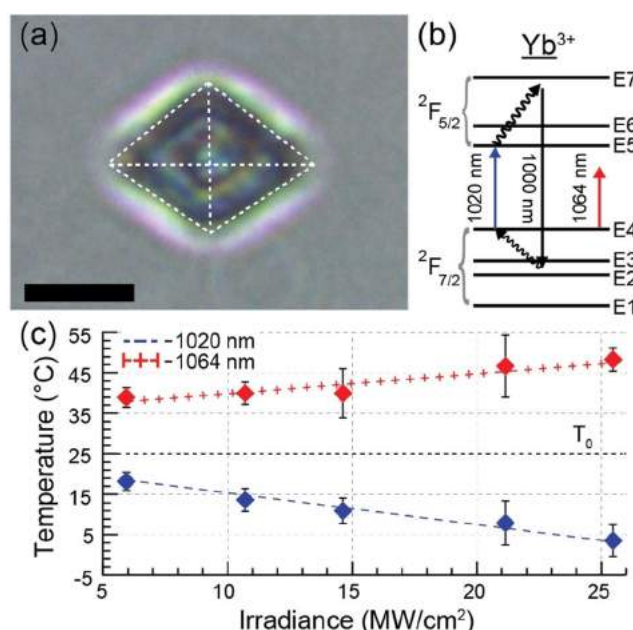 (a)
(b)
Yb³⁺
²F₅/₂
E7
E6
E5
1020 nm
1000 nm
1064 nm
²F₇/₂
E4
E3
E2
E1
(c)
-1020 nm
-1064 nm
T₀
Temperature (°C)
55
45
35
25
15
5
-5
5
10
15
20
25
Irradiance (MW/cm²)